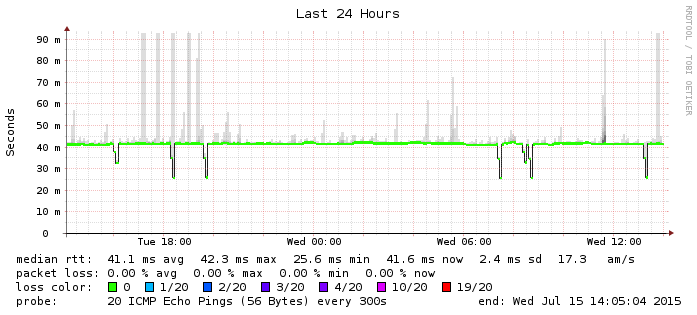 Last 24 Hours
RRDTOOL / TOBI OETIKER
Seconds
90 m
80 m
70 m
60 m
50 m
40 m
30 m
20 m
10 m
0
Tue 18:00 Wed 00:00 Wed 06:00 Wed 12:00
median rtt: 41.1 ms avg 42.3 ms max 25.6 ms min 41.6 ms now 2.4 ms sd 17.3 am/s
packet loss: 0.00 % avg 0.00 % max 0.00 % min 0.00 % now
loss color: 0 1/20 2/20 3/20 4/20 10/20 19/20
probe: 20 ICMP Echo Pings (56 Bytes) every 300s end: Wed Jul 15 14:05:04 2015